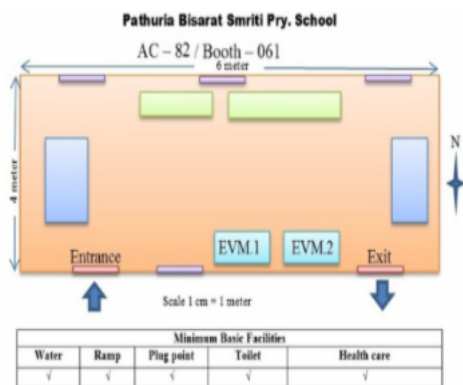 Pathuria Bisarat Smriti Pry. School
AC – 82 / Booth – 061
6 meter
4 meter
N
EVM.1 EVM.2
Entrance Exit
Scale 1 cm = 1 meter
Minimum Basic Facilities
Water Ramp Plug point Toilet Health care
√ √ √ √ √